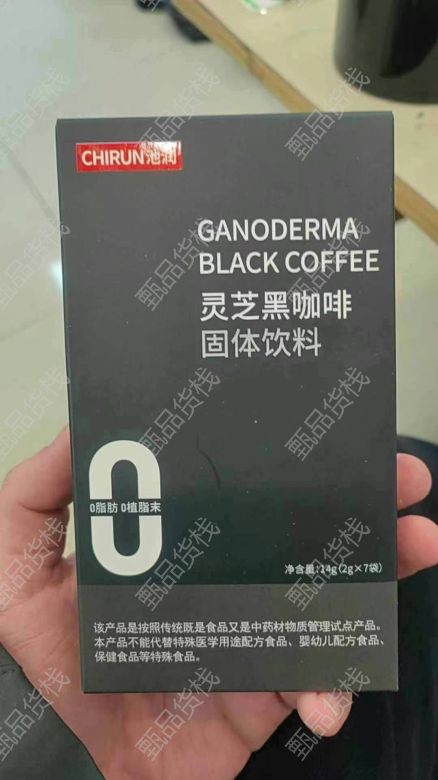 CHIRUN池润
GANODERMA
BLACK COFFEE
灵芝黑咖啡
固体饮料
0脂肪 0植脂末
0
净含量:14g(2g×7袋)
该产品是按照传统既是食品又是中药材物质管理试点产品。
本产品不能代替特殊医学用途配方食品、婴幼儿配方食品、
保健食品等特殊食品。
甄品货栈